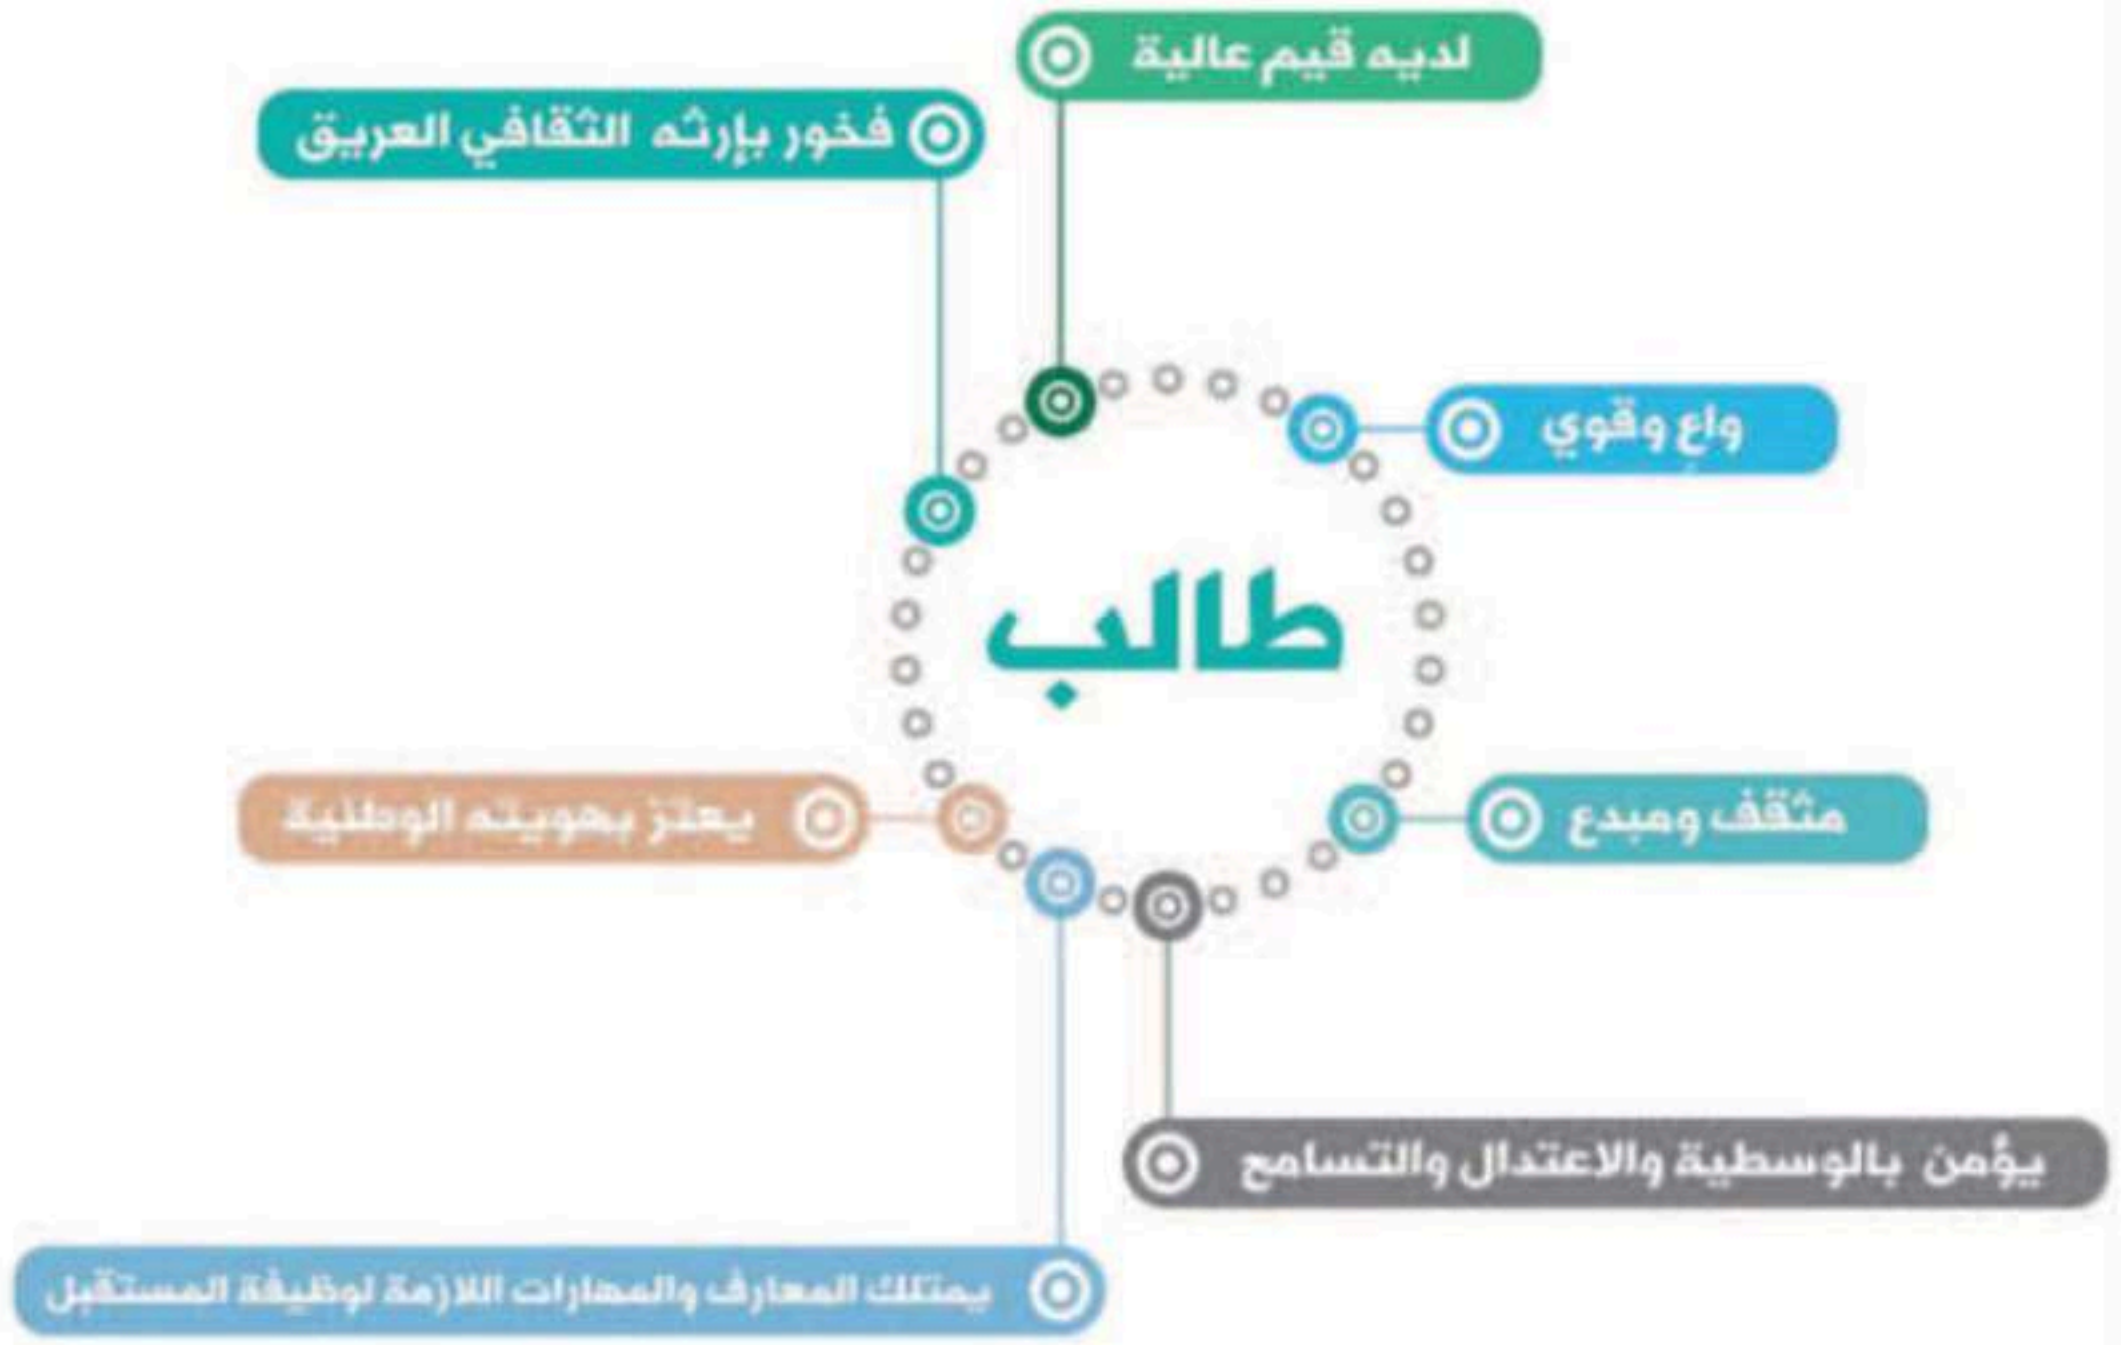 لديه قيم عالية
فخور بإرثه الثقافي العريق
واعٍ وقوي
طالب
يعتز بهويته الوطنية
مثقف ومبدع
يؤمن بالوسطية والاعتدال والتسامح
يمتلك المعارف والمهارات اللازمة لوظيفة المستقبل